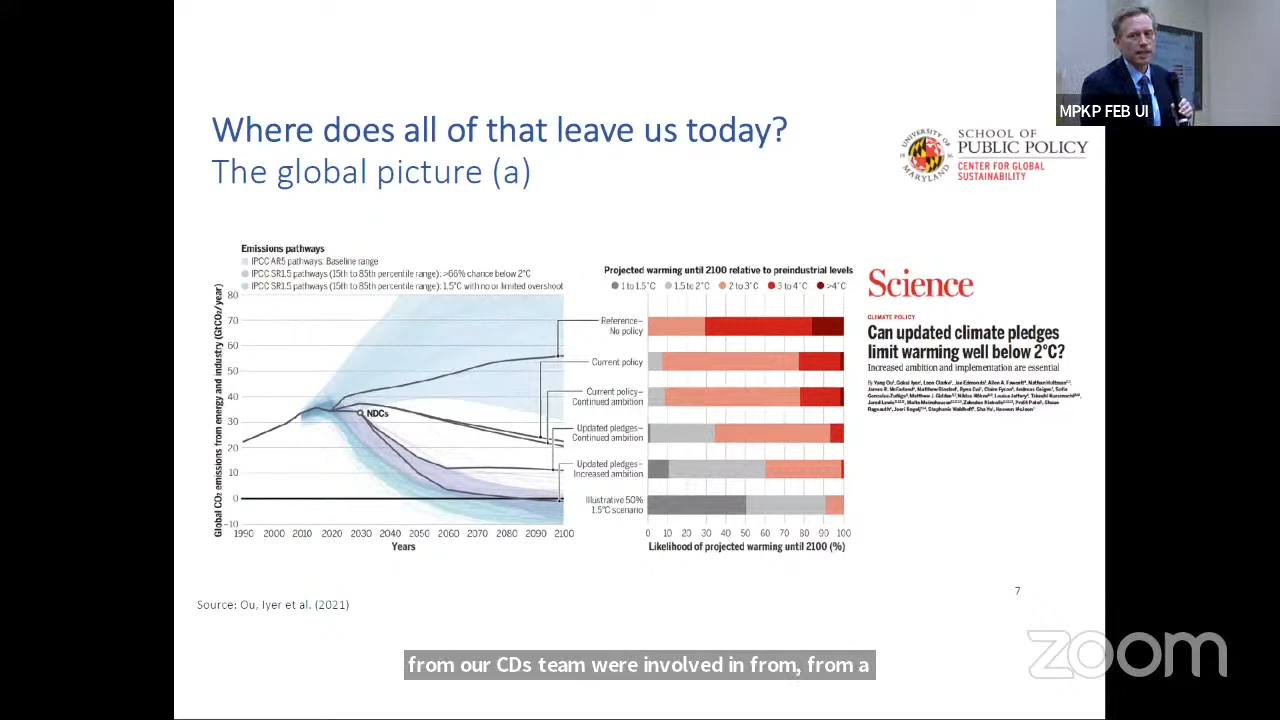 MPKP FEB UI
Where does all of that leave us today?
The global picture (a)
UNIVERSITY OF
MARYLAND
18 56
SCHOOL OF
PUBLIC POLICY
CENTER FOR GLOBAL
SUSTAINABILITY
Emissions pathways
IPCC AR5 pathways: Baseline range
IPCC SR1.5 pathways (15th to 85th percentile range): >66% chance below 2°C
IPCC SR1.5 pathways (15th to 85th percentile range): 1.5°C with no or limited overshoot
Global CO₂ emissions from energy and industry (GtCO₂/year)
80
70
60
50
40
30
20
10
0
-10
NDCs
1990 2000 2010 2020 2030 2040 2050 2060 2070 2080 2090 2100
Years
Projected warming until 2100 relative to preindustrial levels
1 to 1.5°C 1.5 to 2°C 2 to 3°C 3 to 4°C >4°C
Reference–
No policy
Current policy
Current policy–
Continued ambition
Updated pledges–
Continued ambition
Updated pledges–
Increased ambition
Illustrative 50%
1.5°C scenario
0 10 20 30 40 50 60 70 80 90 100
Likelihood of projected warming until 2100 (%)
Science
CLIMATE POLICY
Can updated climate pledges
limit warming well below 2°C?
Increased ambition and implementation are essential
7
Source: Ou, Iyer et al. (2021)
zoom
from our CDs team were involved in from, from a